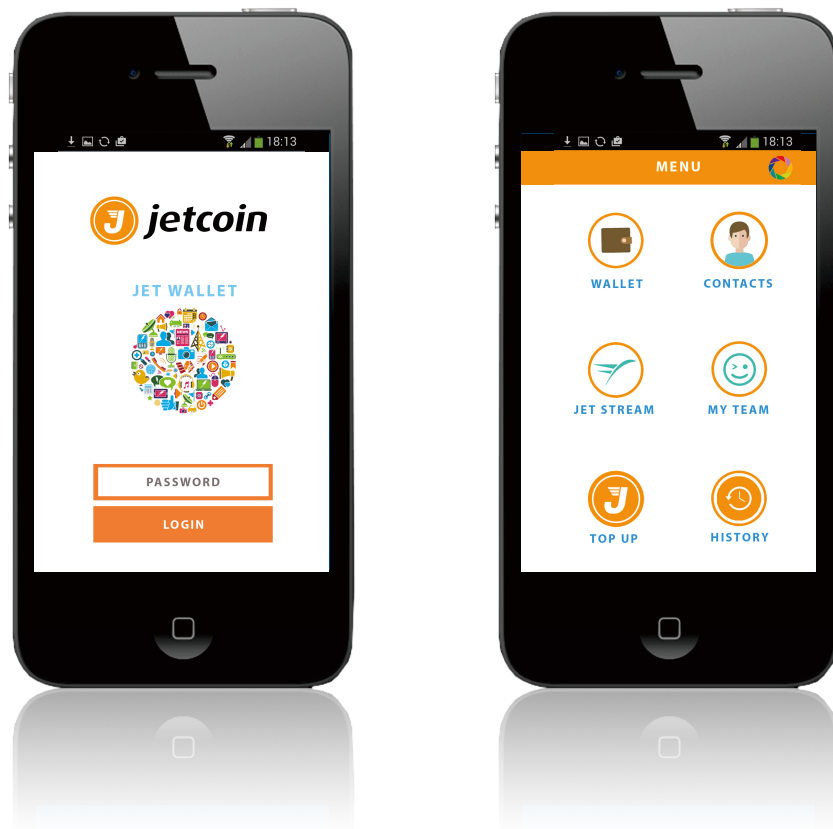 18:13
jetcoin
JET WALLET
PASSWORD
LOGIN
18:13
MENU
WALLET
CONTACTS
JET STREAM
MY TEAM
TOP UP
HISTORY